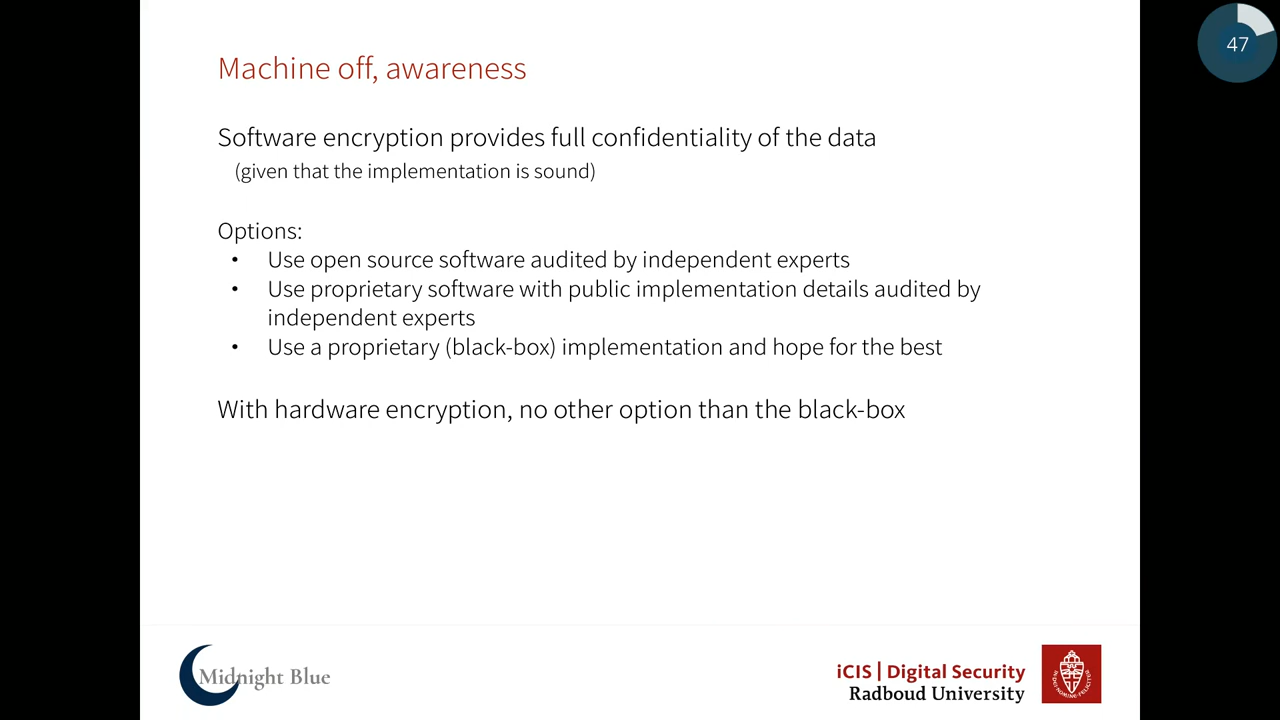 47
Machine off, awareness
Software encryption provides full confidentiality of the data
(given that the implementation is sound)
Options:
• Use open source software audited by independent experts
• Use proprietary software with public implementation details audited by
independent experts
• Use a proprietary (black-box) implementation and hope for the best
With hardware encryption, no other option than the black-box
Midnight Blue
iCIS | Digital Security
Radboud University